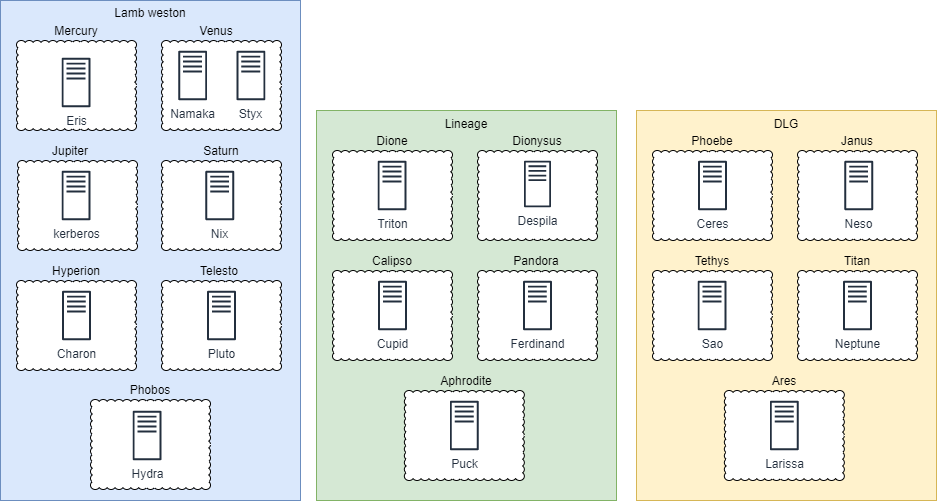 Lamb weston
Mercury
Eris
Venus
Namaka
Styx
Jupiter
kerberos
Saturn
Nix
Hyperion
Charon
Telesto
Pluto
Phobos
Hydra
Lineage
Dione
Triton
Dionysus
Despila
Calipso
Cupid
Pandora
Ferdinand
Aphrodite
Puck
DLG
Phoebe
Ceres
Janus
Neso
Tethys
Sao
Titan
Neptune
Ares
Larissa